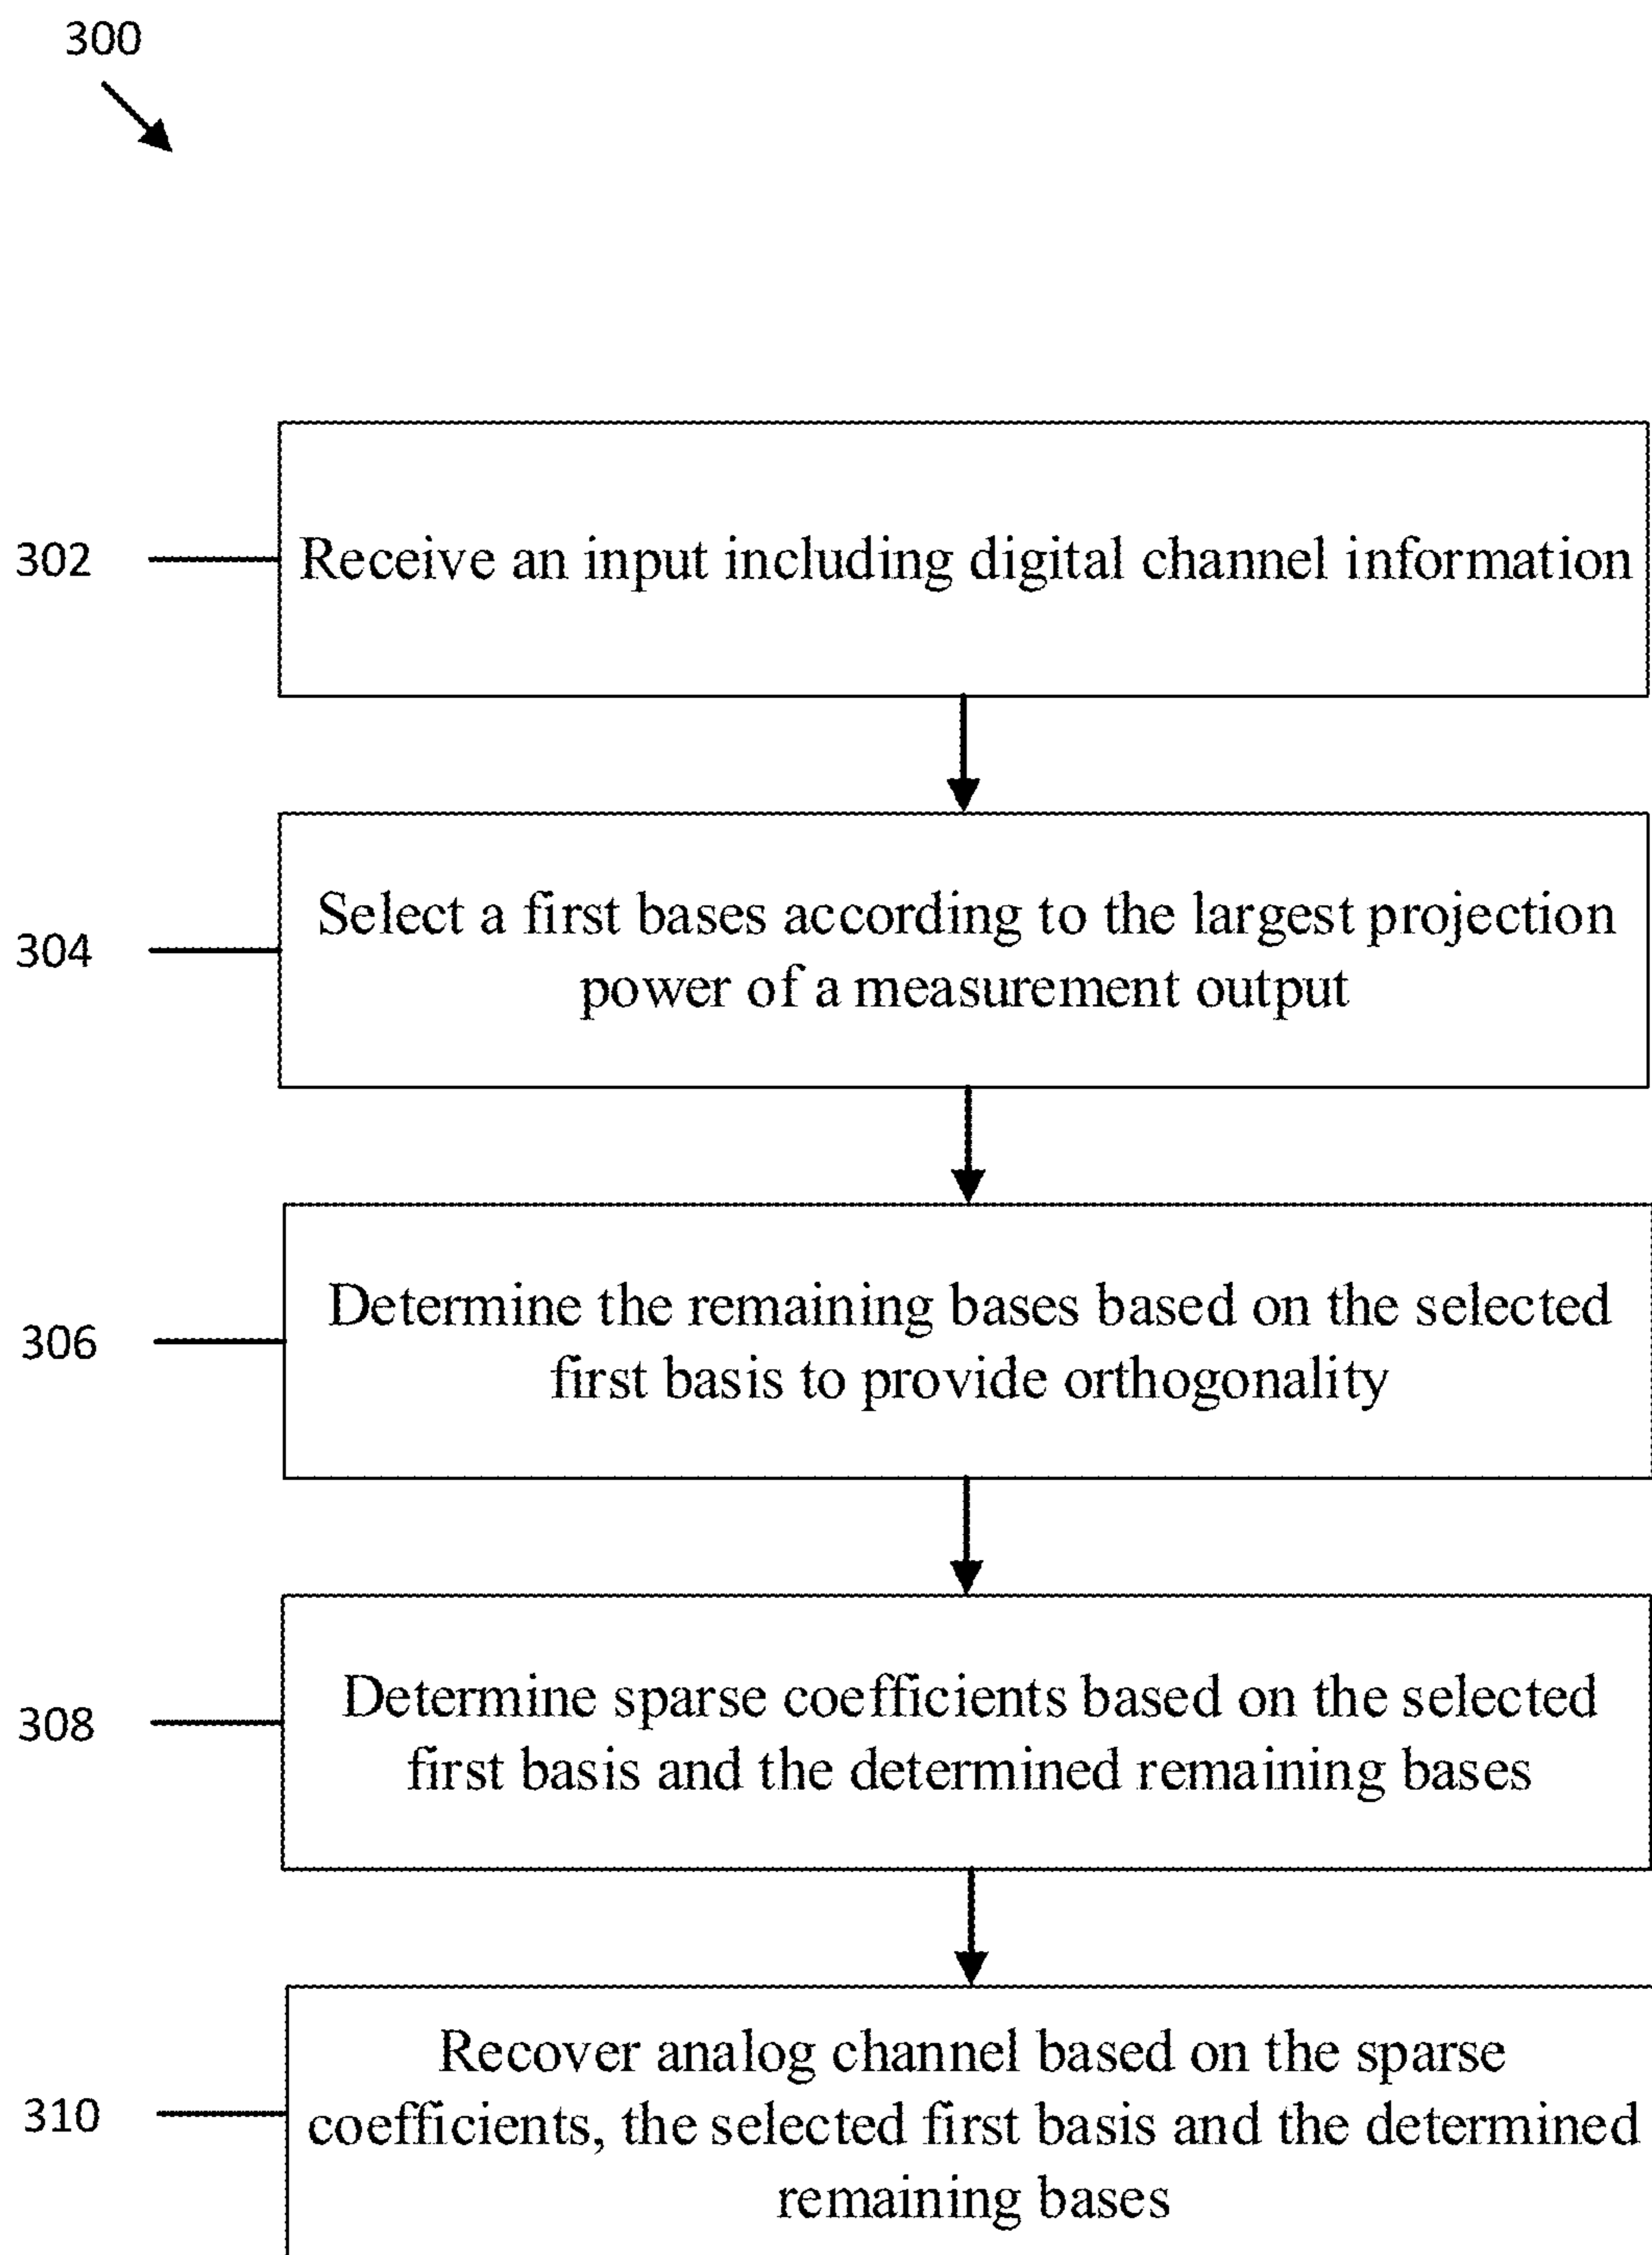 300
302
Receive an input including digital channel information
304
Select a first bases according to the largest projection
power of a measurement output
306
Determine the remaining bases based on the selected
first basis to provide orthogonality
308
Determine sparse coefficients based on the selected
first basis and the determined remaining bases
310
Recover analog channel based on the sparse
coefficients, the selected first basis and the determined
remaining bases